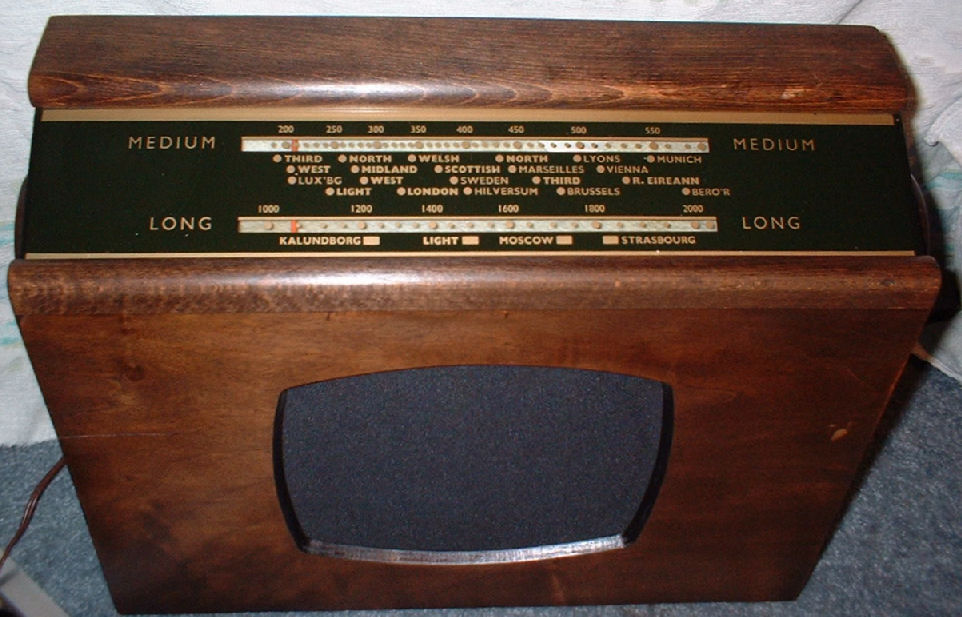 200 250 300 350 400 450 500 550
MEDIUM MEDIUM
THIRD NORTH WELSH NORTH LYONS MUNICH
WEST MIDLAND SCOTTISH MARSEILLES VIENNA
LUX'BG WEST SWEDEN THIRD R. EIREANN
LIGHT LONDON HILVERSUM BRUSSELS BERO'R
1000 1200 1400 1600 1800 2000
LONG LONG
KALUNDBORG LIGHT MOSCOW STRASBOURG